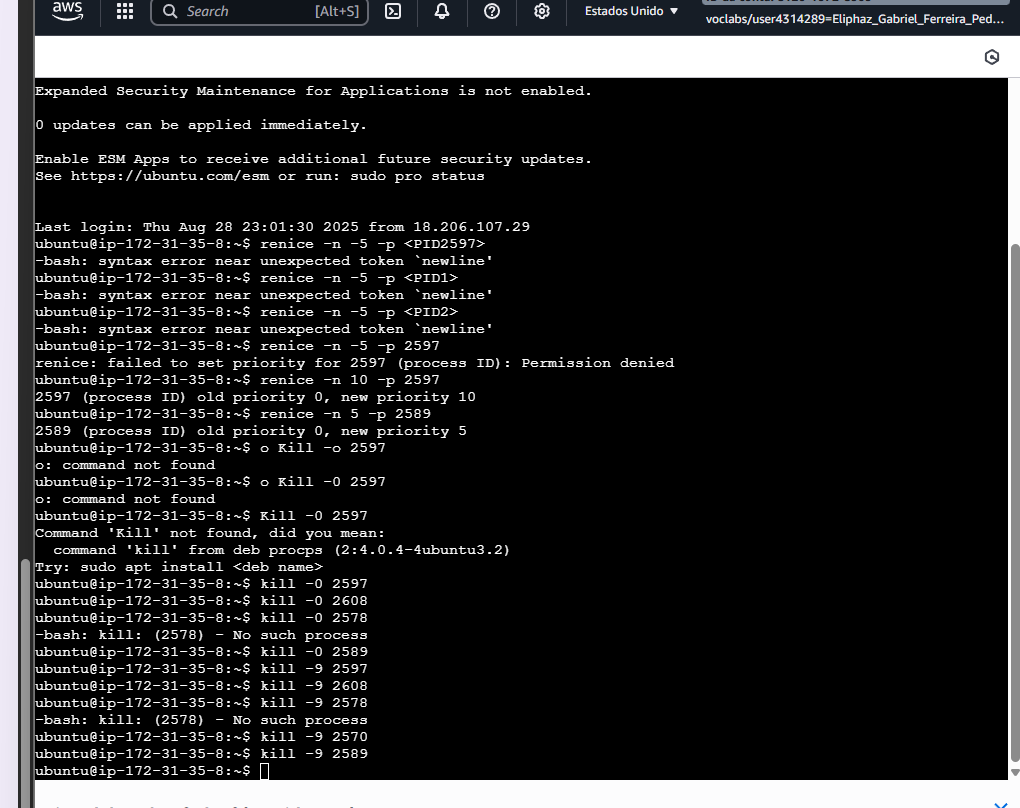 aws
Search [Alt+S]
Estados Unido
voclabs/user4314289=Eliphaz_Gabriel_Ferreira_Ped...
Expanded Security Maintenance for Applications is not enabled.
0 updates can be applied immediately.
Enable ESM Apps to receive additional future security updates.
See https://ubuntu.com/esm or run: sudo pro status
Last login: Thu Aug 28 23:01:30 2025 from 18.206.107.29
ubuntu@ip-172-31-35-8:~$ renice -n -5 -p <PID2597>
-bash: syntax error near unexpected token `newline'
ubuntu@ip-172-31-35-8:~$ renice -n -5 -p <PID1>
-bash: syntax error near unexpected token `newline'
ubuntu@ip-172-31-35-8:~$ renice -n -5 -p <PID2>
-bash: syntax error near unexpected token `newline'
ubuntu@ip-172-31-35-8:~$ renice -n -5 -p 2597
renice: failed to set priority for 2597 (process ID): Permission denied
ubuntu@ip-172-31-35-8:~$ renice -n 10 -p 2597
2597 (process ID) old priority 0, new priority 10
ubuntu@ip-172-31-35-8:~$ renice -n 5 -p 2589
2589 (process ID) old priority 0, new priority 5
ubuntu@ip-172-31-35-8:~$ o Kill -o 2597
o: command not found
ubuntu@ip-172-31-35-8:~$ o Kill -0 2597
o: command not found
ubuntu@ip-172-31-35-8:~$ Kill -0 2597
Command 'Kill' not found, did you mean:
  command 'kill' from deb procps (2:4.0.4-4ubuntu3.2)
Try: sudo apt install <deb name>
ubuntu@ip-172-31-35-8:~$ kill -0 2597
ubuntu@ip-172-31-35-8:~$ kill -0 2608
ubuntu@ip-172-31-35-8:~$ kill -0 2578
-bash: kill: (2578) - No such process
ubuntu@ip-172-31-35-8:~$ kill -0 2589
ubuntu@ip-172-31-35-8:~$ kill -9 2597
ubuntu@ip-172-31-35-8:~$ kill -9 2608
ubuntu@ip-172-31-35-8:~$ kill -9 2578
-bash: kill: (2578) - No such process
ubuntu@ip-172-31-35-8:~$ kill -9 2570
ubuntu@ip-172-31-35-8:~$ kill -9 2589
ubuntu@ip-172-31-35-8:~$